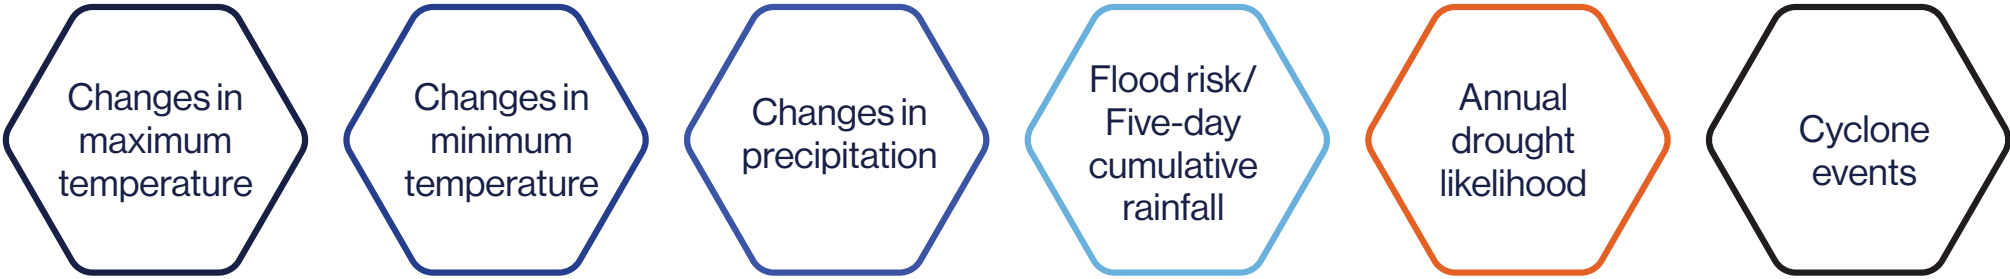 Changes in
maximum
temperature
Changes in
minimum
temperature
Changes in
precipitation
Flood risk/
Five-day
cumulative
rainfall
Annual
drought
likelihood
Cyclone
events